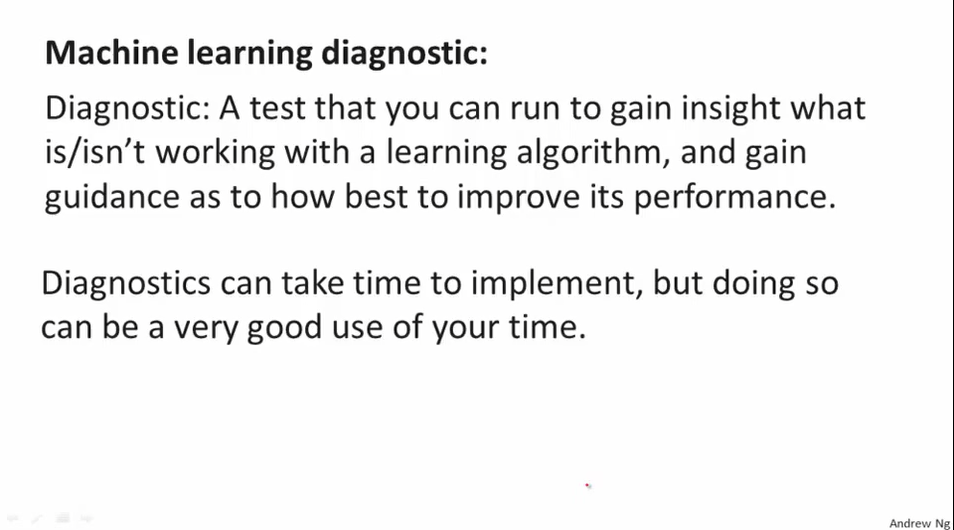 Machine learning diagnostic:
Diagnostic: A test that you can run to gain insight what
is/isn't working with a learning algorithm, and gain
guidance as to how best to improve its performance.
Diagnostics can take time to implement, but doing so
can be a very good use of your time.
Andrew Ng